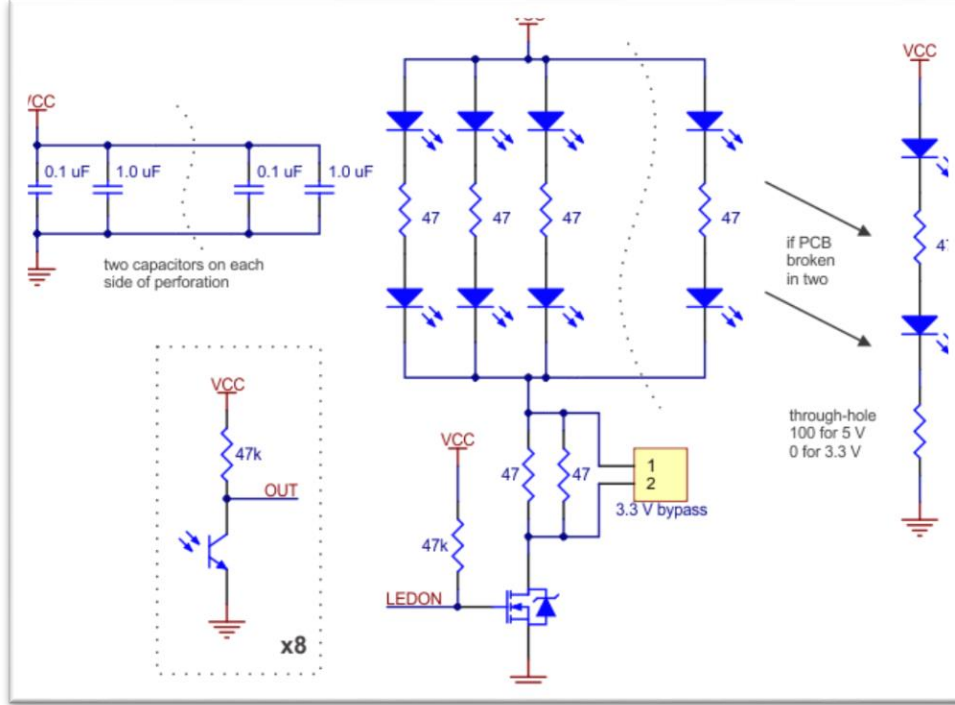 VCC
0.1 uF
1.0 uF
0.1 uF
1.0 uF
two capacitors on each
side of perforation
VCC
47k
OUT
x8
47
47
47
47
VCC
47k
LEDON
47
47
1
2
3.3 V bypass
if PCB
broken
in two
VCC
through-hole
100 for 5 V
0 for 3.3 V